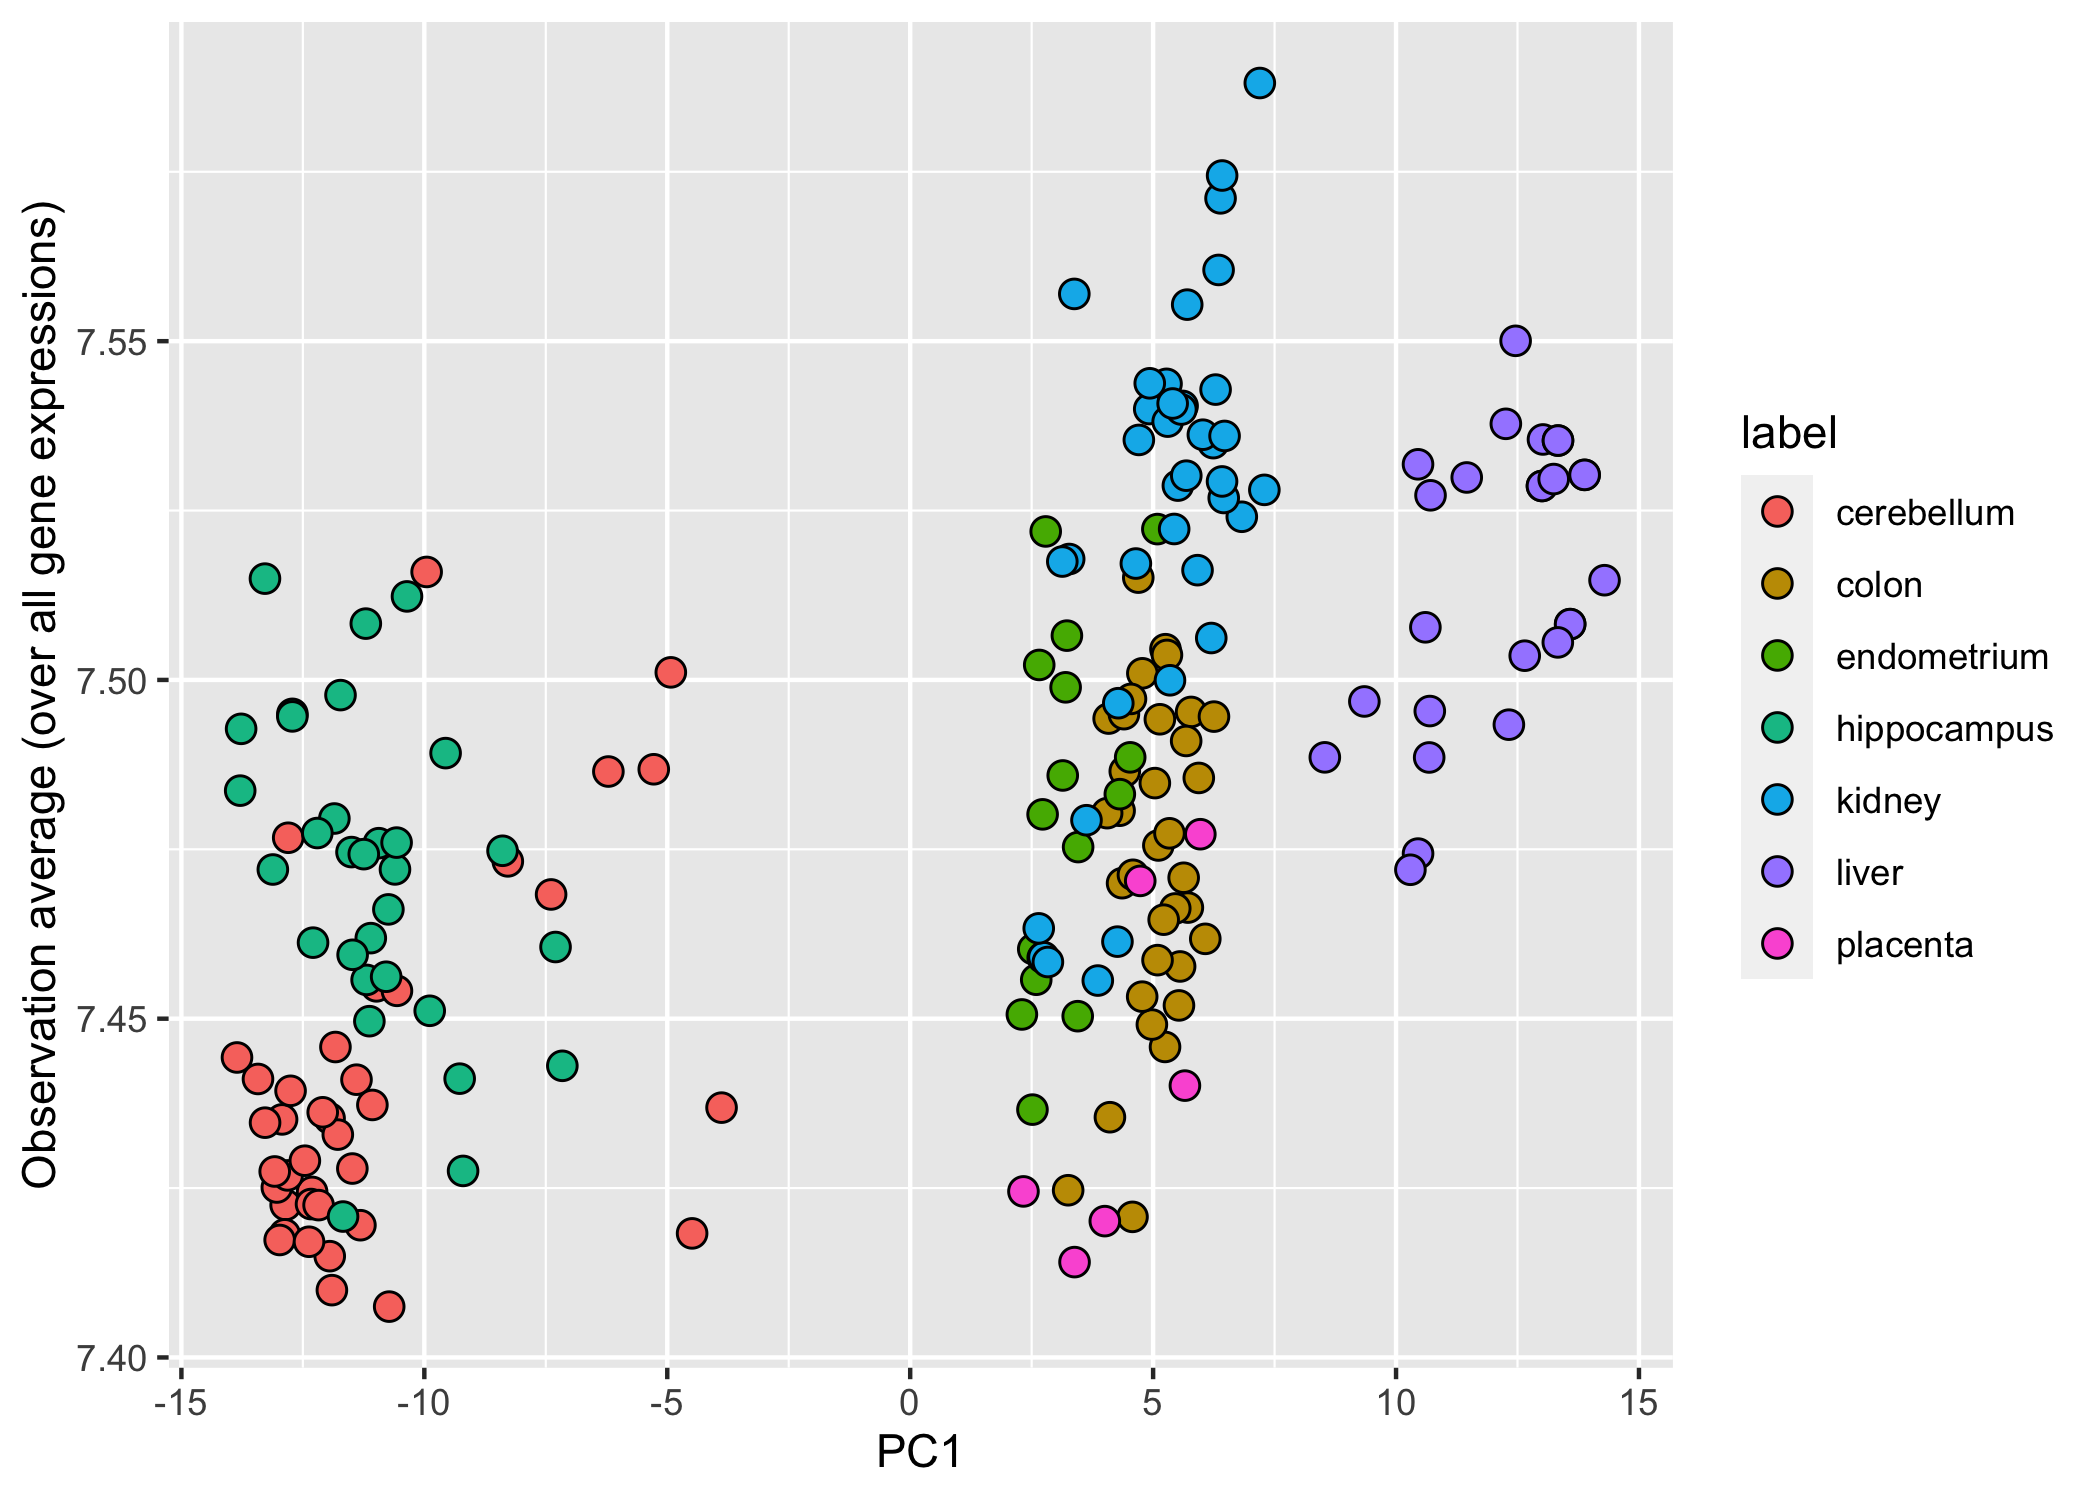 Observation average (over all gene expressions)
7.55
7.50
7.45
7.40
-15 -10 -5 0 5 10 15
PC1
label
cerebellum
colon
endometrium
hippocampus
kidney
liver
placenta